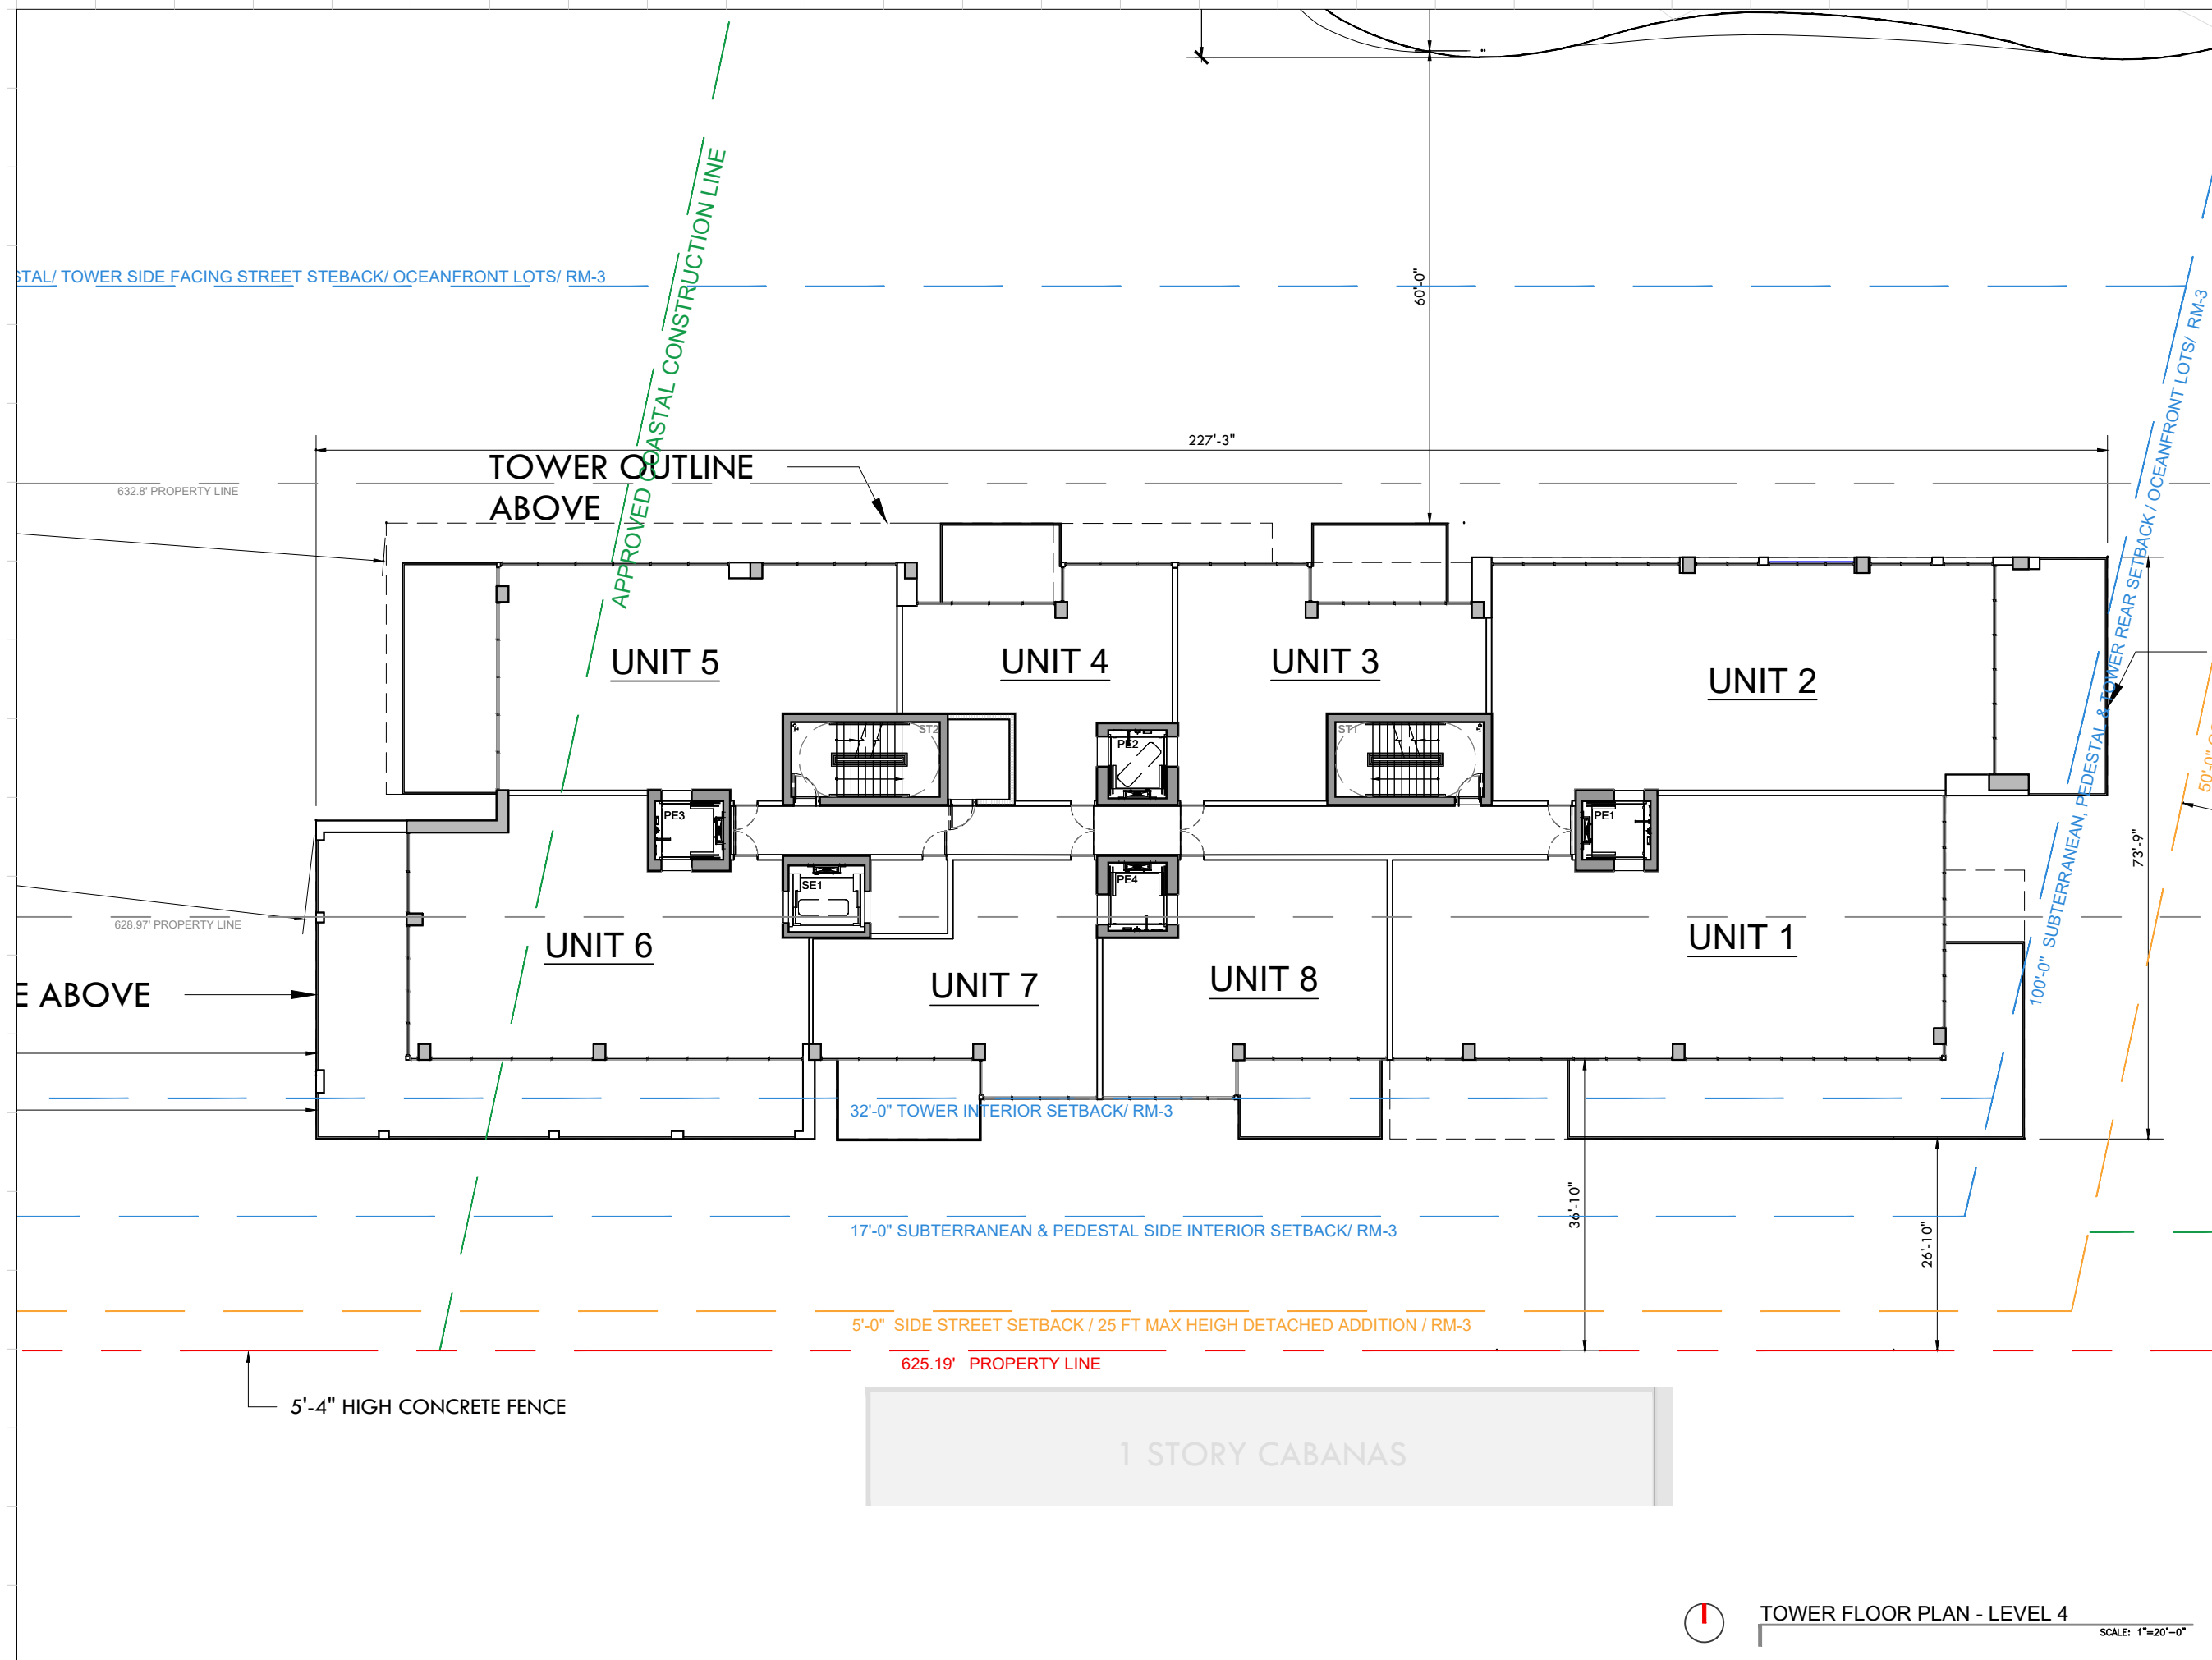 TAL/ TOWER SIDE FACING STREET STEBACK/ OCEANFRONT LOTS/ RM-3
APPROVED COASTAL CONSTRUCTION LINE
60'-0"
100'-0" SUBTERRANEAN, PEDESTAL & TOWER REAR SETBACK / OCEANFRONT LOTS/ RM-3
227'-3"
TOWER OUTLINE
ABOVE
632.8' PROPERTY LINE
UNIT 5
UNIT 4
UNIT 3
UNIT 2
ST2
PE2
ST1
50'-0"
PE3
PE1
73'-9"
SE1
PE4
628.97' PROPERTY LINE
UNIT 6
UNIT 7
UNIT 8
UNIT 1
E ABOVE
32'-0" TOWER INTERIOR SETBACK/ RM-3
36'-10"
17'-0" SUBTERRANEAN & PEDESTAL SIDE INTERIOR SETBACK/ RM-3
26'-10"
5'-0" SIDE STREET SETBACK / 25 FT MAX HEIGH DETACHED ADDITION / RM-3
625.19' PROPERTY LINE
5'-4" HIGH CONCRETE FENCE
1 STORY CABANAS
TOWER FLOOR PLAN - LEVEL 4
SCALE: 1"=20'-0"